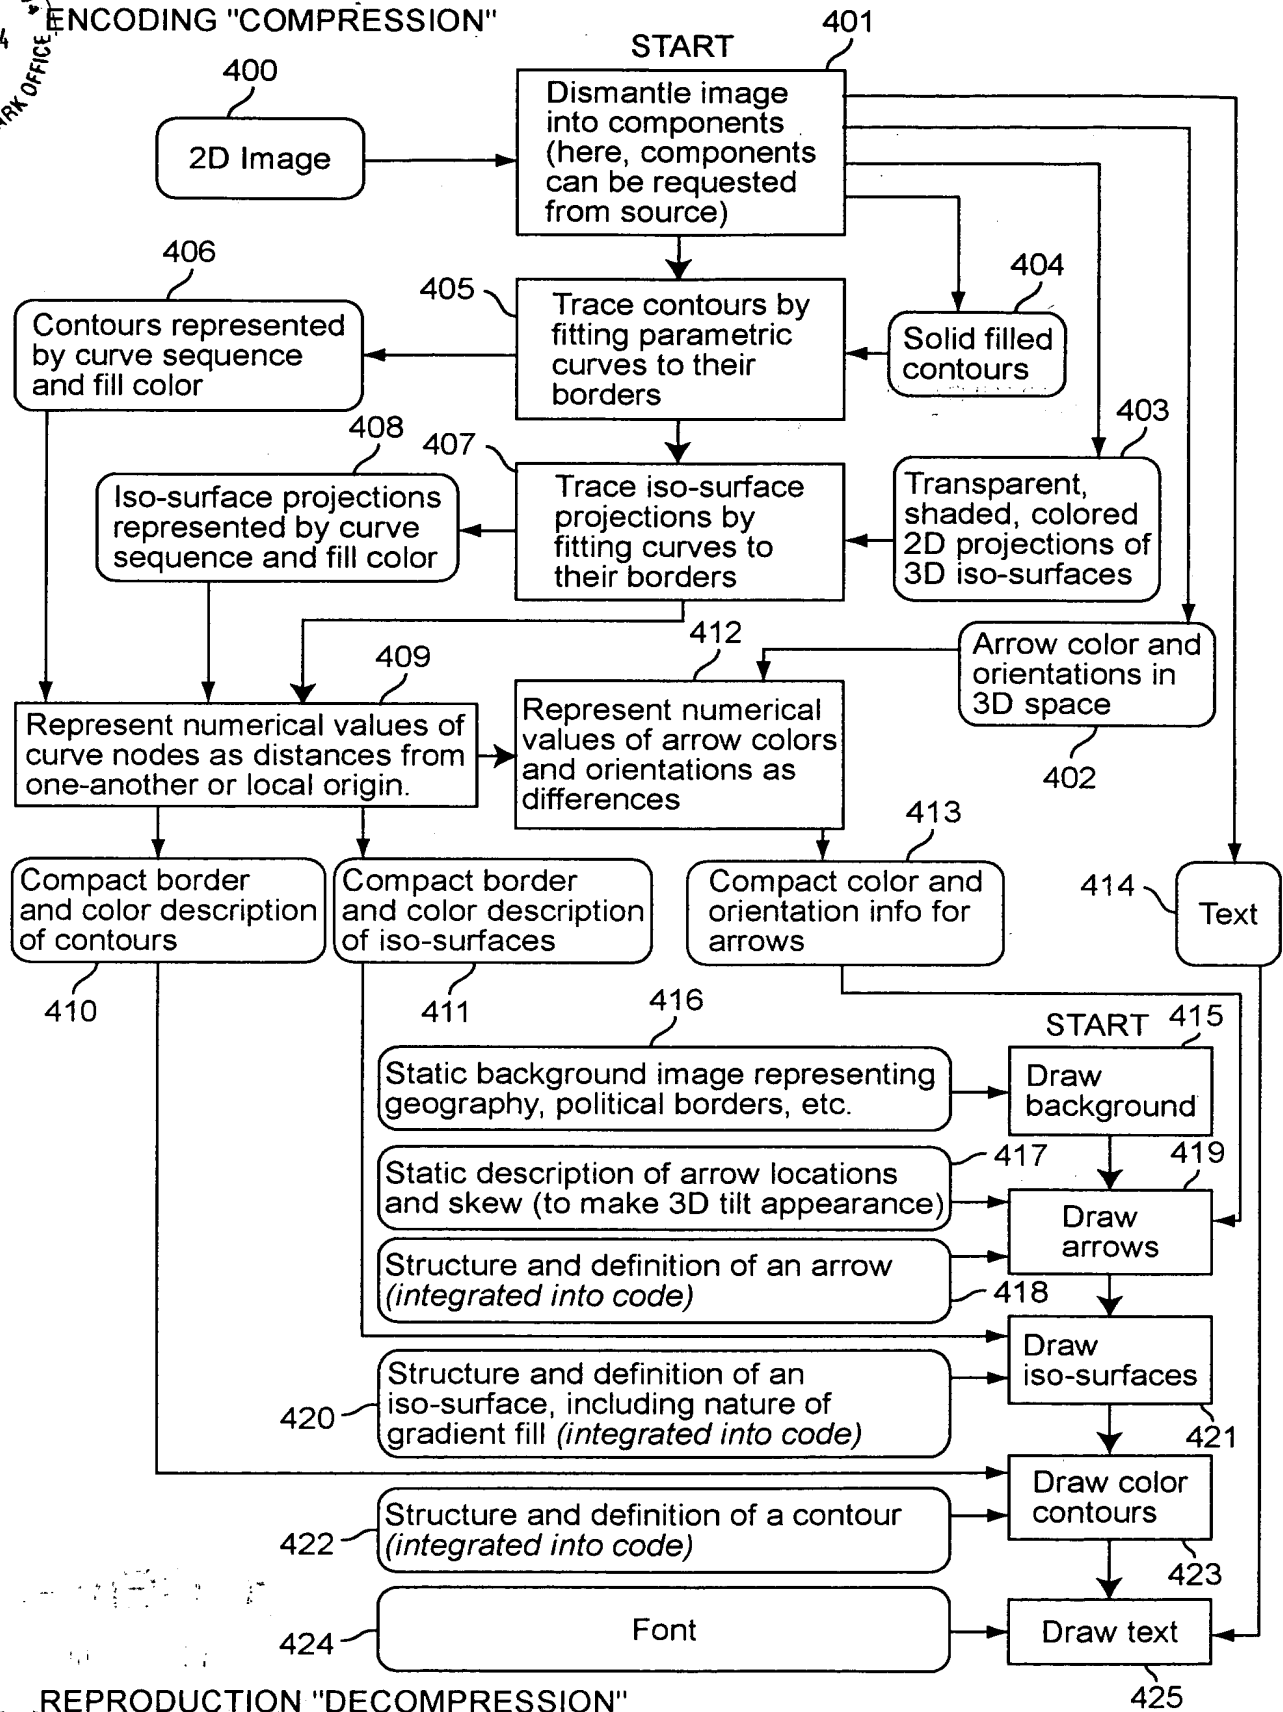 ENCODING "COMPRESSION"
4
ARK OFFICE
START
401
400
2D Image
Dismantle image
into components
(here, components
can be requested
from source)
406
405
404
Contours represented
by curve sequence
and fill color
Trace contours by
fitting parametric
curves to their
borders
Solid filled
contours
408
407
403
Iso-surface projections
represented by curve
sequence and fill color
Trace iso-surface
projections by
fitting curves to
their borders
Transparent,
shaded, colored
2D projections of
3D iso-surfaces
409
412
Arrow color and
orientations in
3D space
402
Represent numerical values of
curve nodes as distances from
one-another or local origin.
Represent numerical
values of arrow colors
and orientations as
differences
413
Compact border
and color description
of contours
410
Compact border
and color description
of iso-surfaces
411
Compact color and
orientation info for
arrows
414
Text
416
START
415
Static background image representing
geography, political borders, etc.
Draw
background
417
419
Static description of arrow locations
and skew (to make 3D tilt appearance)
Draw
arrows
Structure and definition of an arrow
(integrated into code)
418
Draw
iso-surfaces
421
Structure and definition of an
iso-surface, including nature of
gradient fill (integrated into code)
420
Draw color
contours
423
Structure and definition of a contour
(integrated into code)
422
Font
424
Draw text
425
REPRODUCTION "DECOMPRESSION"